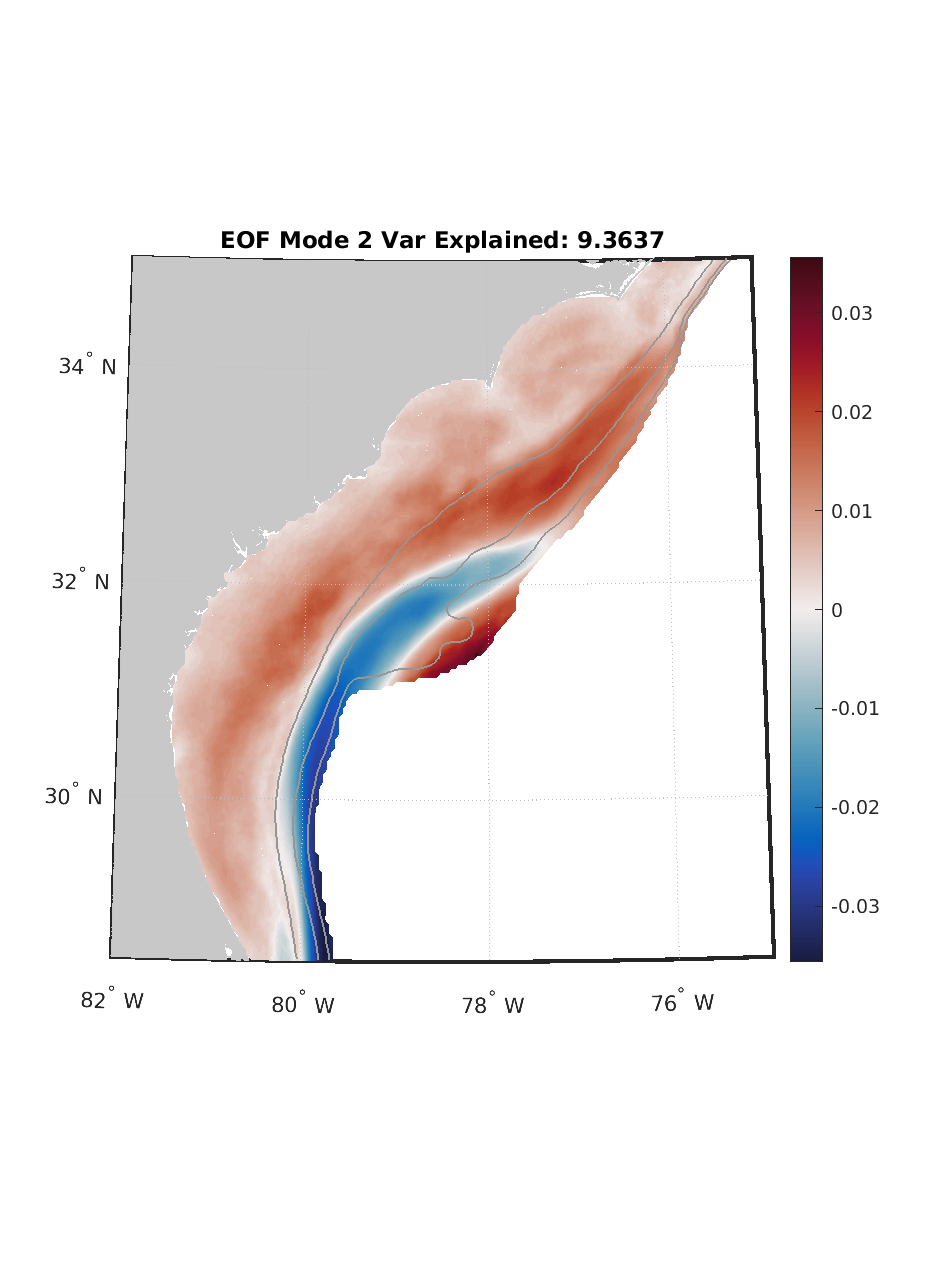 EOF Mode 2 Var Explained: 9.3637
34° N
32° N
30° N
82° W
80° W
78° W
76° W
0.03
0.02
0.01
0
-0.01
-0.02
-0.03